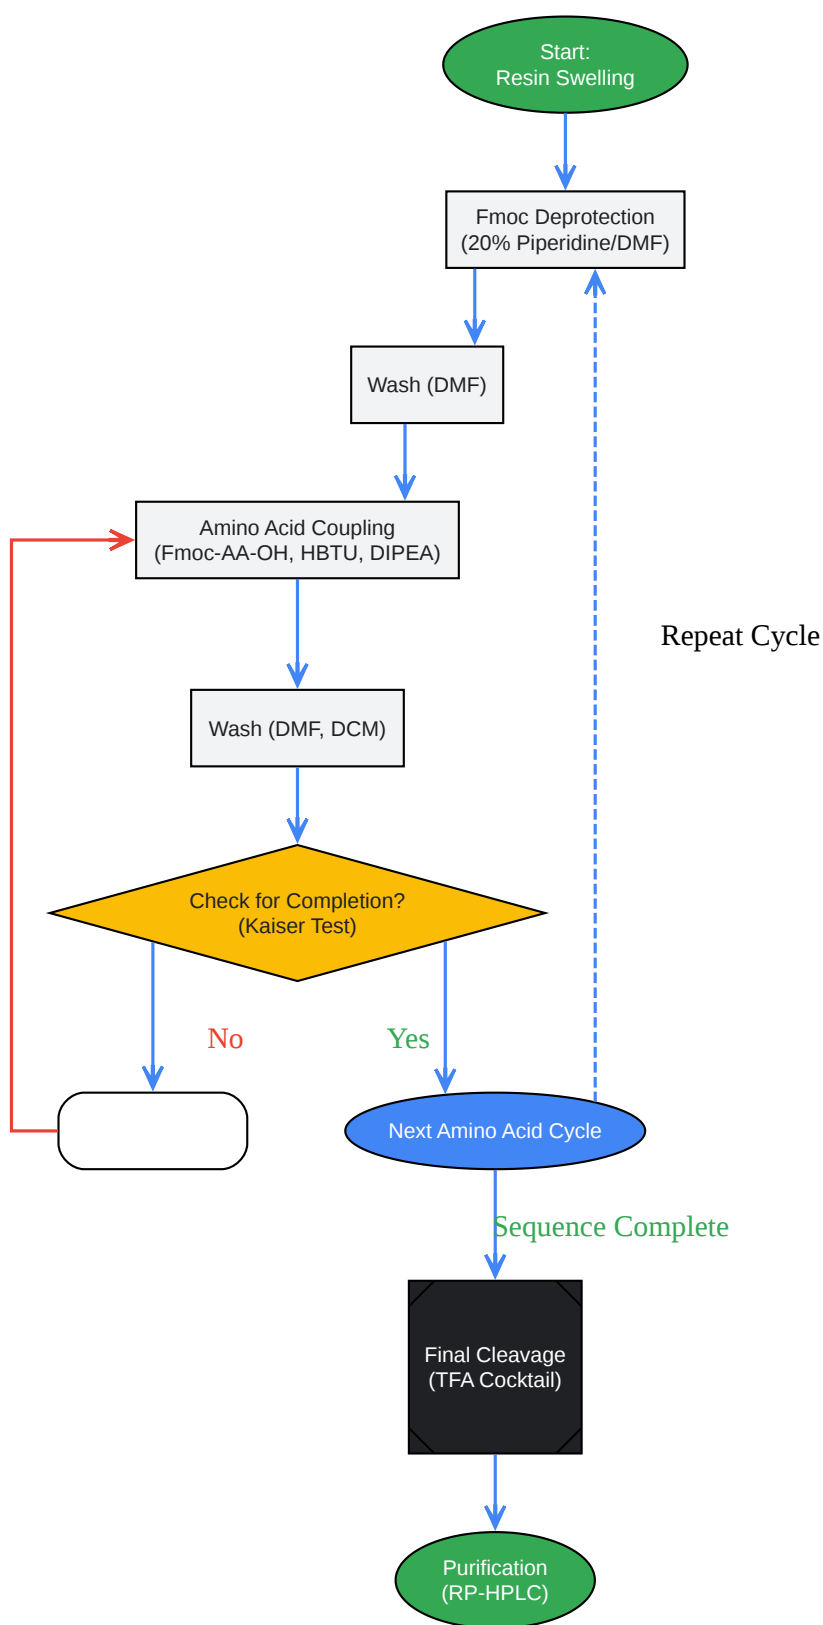 Start:
Resin Swelling
Fmoc Deprotection
(20% Piperidine/DMF)
Wash (DMF)
Amino Acid Coupling
(Fmoc-AA-OH, HBTU, DIPEA)
Repeat Cycle
Wash (DMF, DCM)
Check for Completion?
(Kaiser Test)
No
Yes
Next Amino Acid Cycle
Sequence Complete
Final Cleavage
(TFA Cocktail)
Purification
(RP-HPLC)